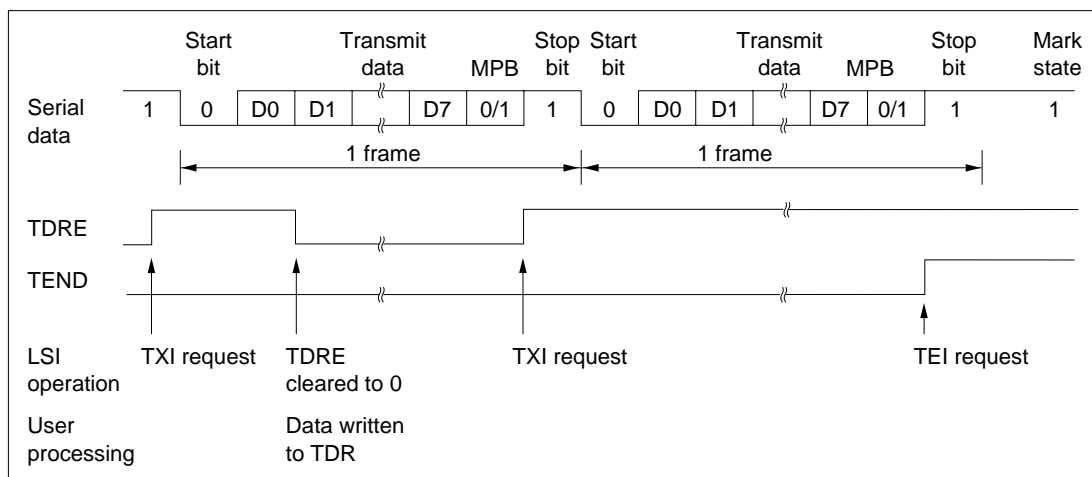 Start bit
Transmit data
MPB
Stop bit
Start bit
Transmit data
MPB
Stop bit
Mark state
Serial data
1 0 D0 D1 D7 0/1 1 0 D0 D1 D7 0/1 1 1
1 frame
1 frame
TDRE
TEND
LSI operation
TXI request
TDRE cleared to 0
TXI request
TEI request
User processing
Data written to TDR